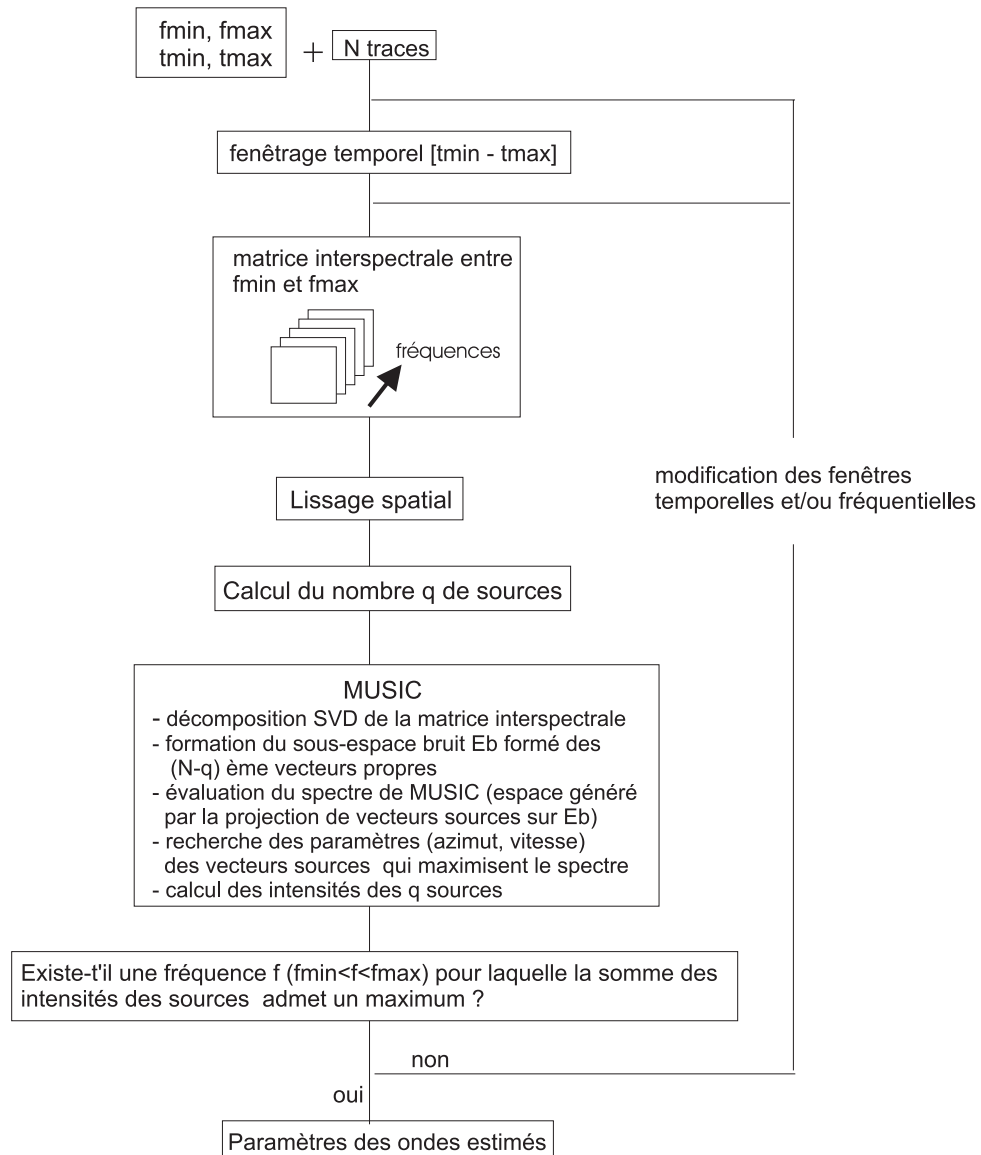 fmin, fmax
tmin, tmax
+
N traces
fenêtrage temporel [tmin - tmax]
matrice interspectrale entre
fmin et fmax
fréquences
modification des fenêtres
temporelles et/ou fréquentielles
Lissage spatial
Calcul du nombre q de sources
MUSIC
- décomposition SVD de la matrice interspectrale
- formation du sous-espace bruit Eb formé des
(N-q) ème vecteurs propres
- évaluation du spectre de MUSIC (espace généré
par la projection de vecteurs sources sur Eb)
- recherche des paramètres (azimut, vitesse)
des vecteurs sources qui maximisent le spectre
- calcul des intensités des q sources
Existe-t'il une fréquence f (fmin<f<fmax) pour laquelle la somme des
intensités des sources admet un maximum ?
non
oui
Paramètres des ondes estimés